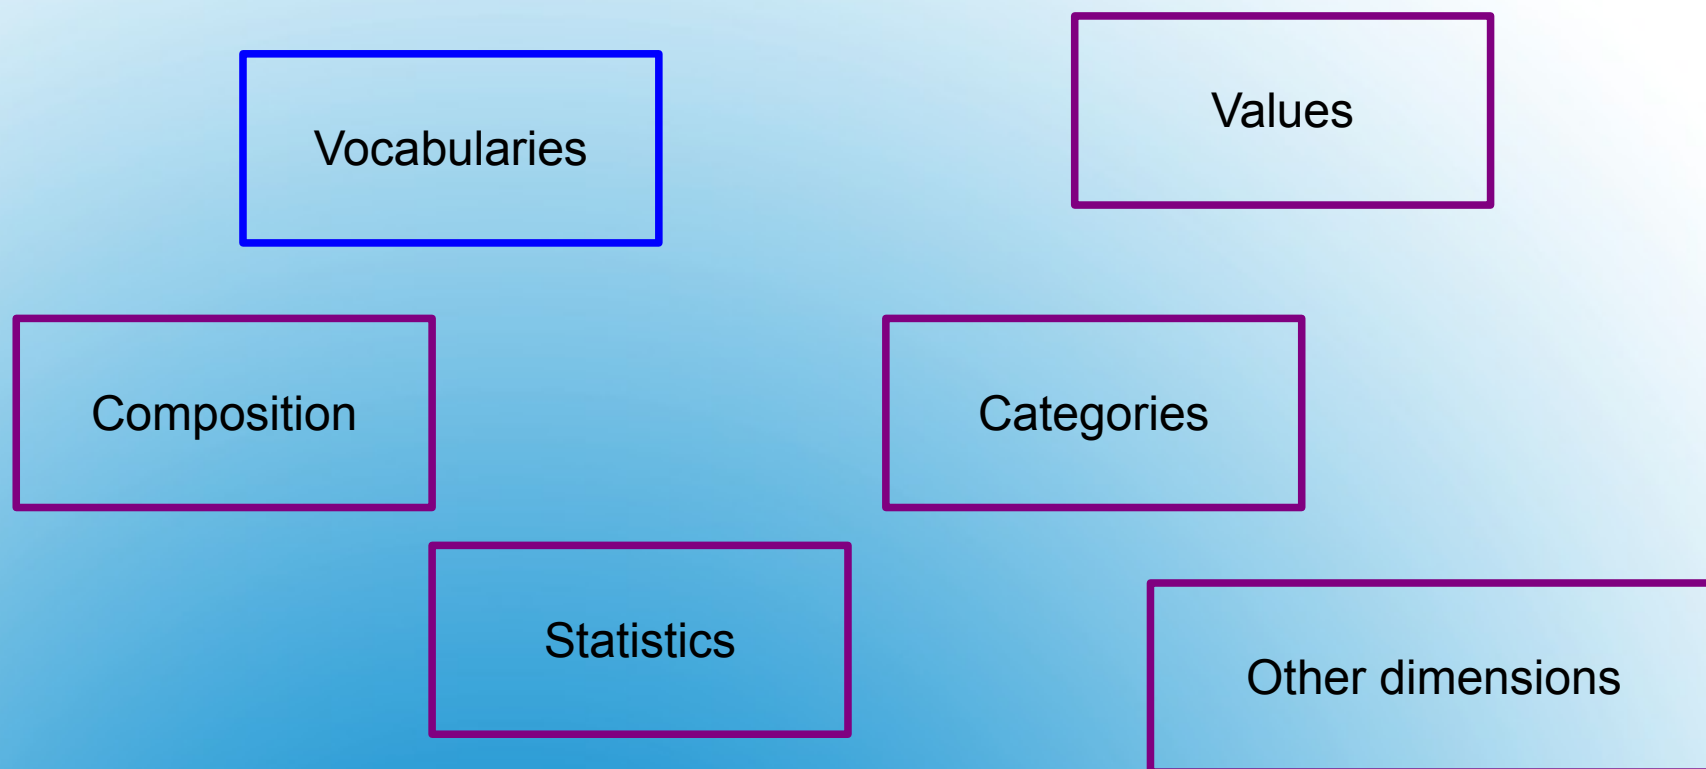 Vocabularies
Values
Composition
Categories
Statistics
Other dimensions